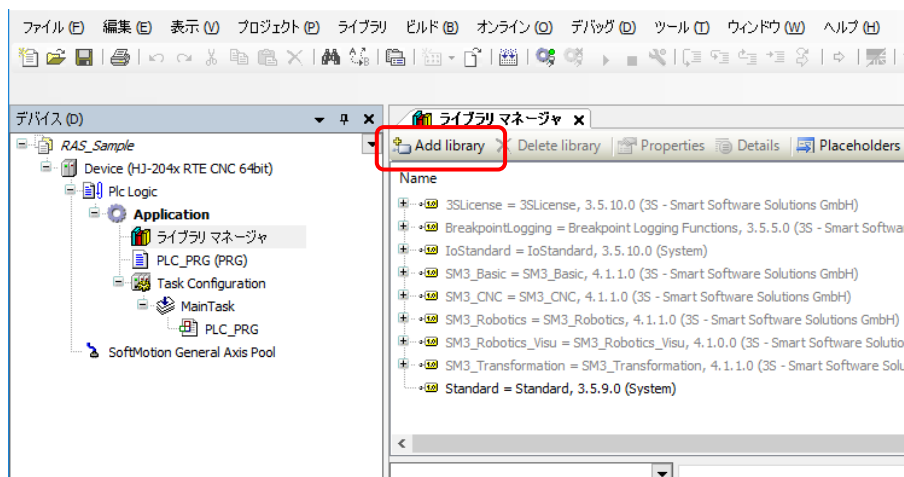 ファイル(F) 編集(E) 表示(V) プロジェクト(P) ライブラリ ビルド(B) オンライン(O) デバッグ(D) ツール(T) ウィンドウ(W) ヘルプ(H)
デバイス(D)
ライブラリ マネージャ
RAS_Sample
Device (HJ-204x RTE CNC 64bit)
Plc Logic
Application
ライブラリ マネージャ
PLC_PRG (PRG)
Task Configuration
MainTask
PLC_PRG
SoftMotion General Axis Pool
Add library Delete library Properties Details Placeholders
Name
3SLicense = 3SLicense, 3.5.10.0 (3S - Smart Software Solutions GmbH)
BreakpointLogging = Breakpoint Logging Functions, 3.5.5.0 (3S - Smart Softwa
IoStandard = IoStandard, 3.5.10.0 (System)
SM3_Basic = SM3_Basic, 4.1.1.0 (3S - Smart Software Solutions GmbH)
SM3_CNC = SM3_CNC, 4.1.1.0 (3S - Smart Software Solutions GmbH)
SM3_Robotics = SM3_Robotics, 4.1.1.0 (3S - Smart Software Solutions GmbH)
SM3_Robotics_Visu = SM3_Robotics_Visu, 4.1.0.0 (3S - Smart Software Solutio
SM3_Transformation = SM3_Transformation, 4.1.1.0 (3S - Smart Software Solu
Standard = Standard, 3.5.9.0 (System)